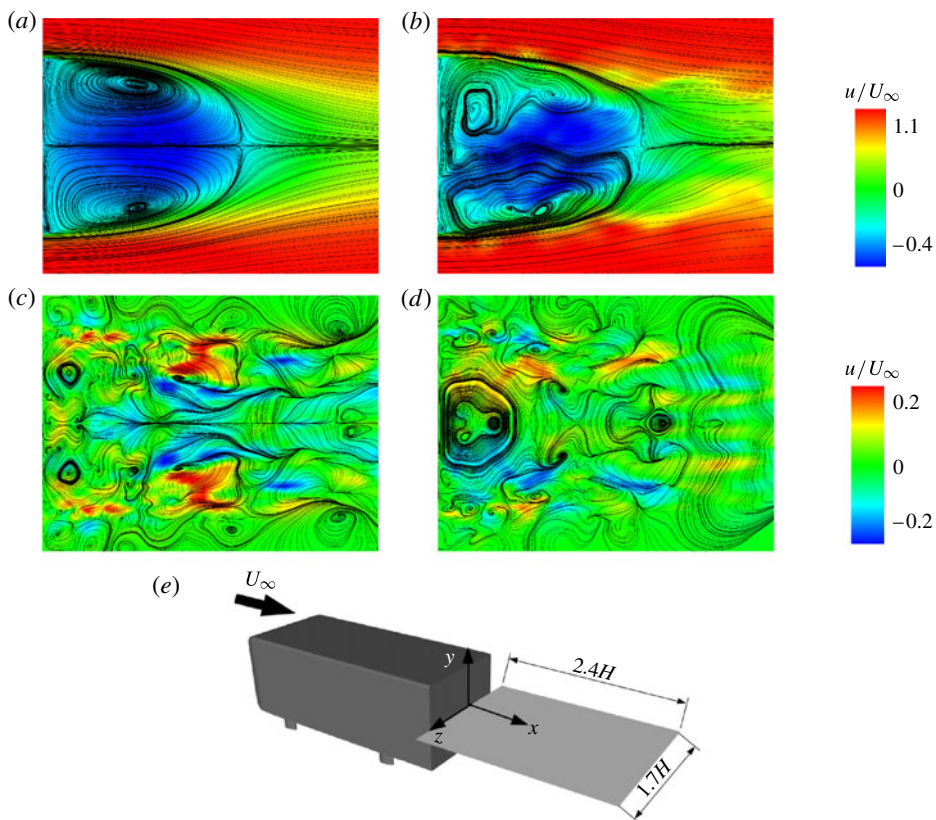 (a)
(b)
u/U∞
1.1
0
−0.4
(c)
(d)
u/U∞
0.2
0
−0.2
(e)
U∞
y
2.4H
z
x
1.7H